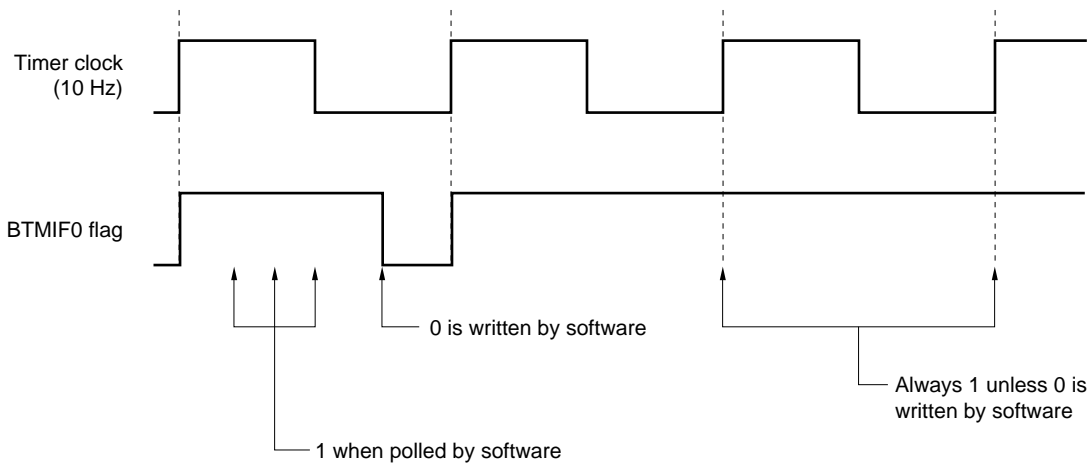 Timer clock
(10 Hz)
BTMIF0 flag
0 is written by software
Always 1 unless 0 is
written by software
1 when polled by software